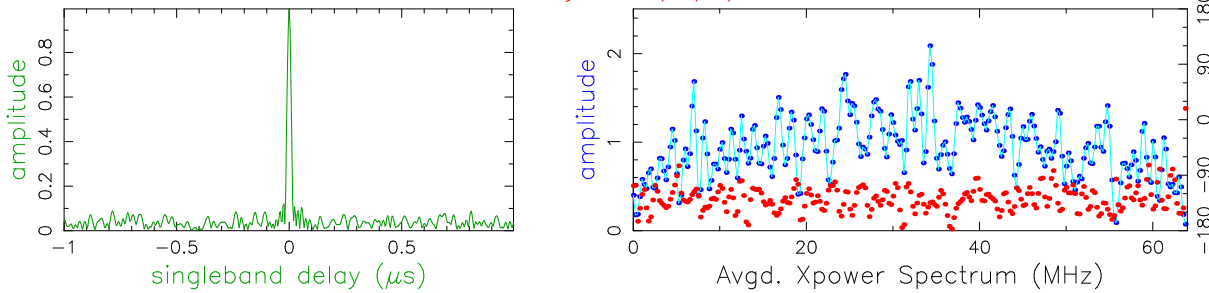 amplitude
0 0.2 0.4 0.6 0.8
−1 −0.5 0 0.5
singleband delay (μs)
amplitude
0 1 2
180 90 0 −90 −180
0 20 40 60
Avgd. Xpower Spectrum (MHz)